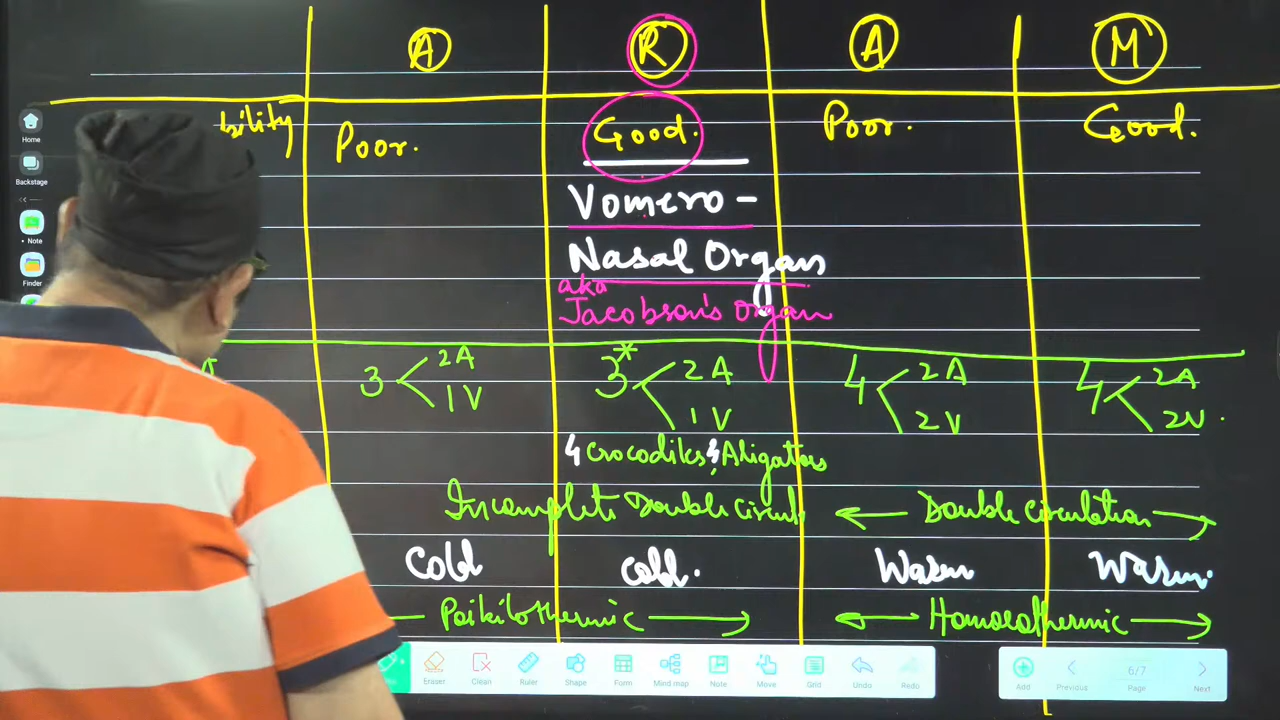 A R A M
bility Poor. Good. Poor. Good.
Vomero -
Nasal Organ
aka
Jacobson's Organ
3 2A 1V 3* 2A 1V 4 2A 2V 4 2A 2V.
4 Crocodiles & Aligators
Incomplete Double circul Double circulation
Cold cold. Warm Warm.
Poikilothermic Homoeothermic
Home
Backstage
Note
Finder
Eraser Clean Ruler Shape Form Mind map Note Move Grid Undo Redo
Add Previous 6/7 Page Next